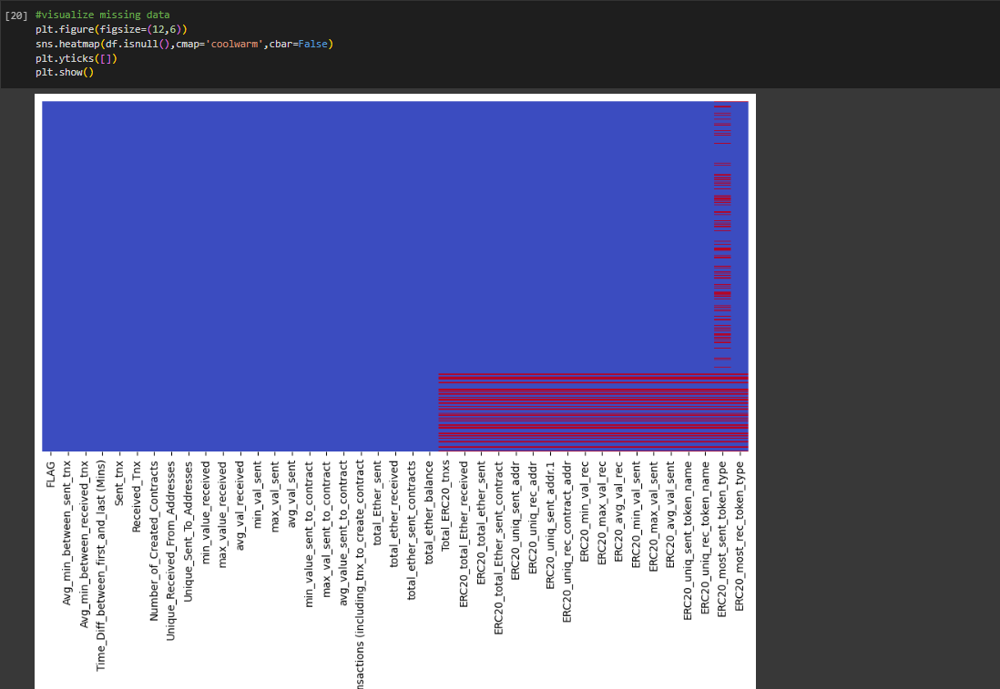 [20] #visualize missing data
plt.figure(figsize=(12,6))
sns.heatmap(df.isnull(),cmap='coolwarm',cbar=False)
plt.yticks([])
plt.show()
FLAG
Avg_min_between_sent_tnx
Avg_min_between_received_tnx
Time_Diff_between_first_and_last (Mins)
Sent_tnx
Received_Tnx
Number_of_Created_Contracts
Unique_Received_From_Addresses
Unique_Sent_To_Addresses
min_value_received
max_value_received
avg_val_received
min_val_sent
max_val_sent
avg_val_sent
min_value_sent_to_contract
max_val_sent_to_contract
avg_value_sent_to_contract
nsactions (including_tnx_to_create_contract
total_Ether_sent
total_ether_received
total_ether_sent_contracts
total_ether_balance
Total_ERC20_tnxs
ERC20_total_Ether_received
ERC20_total_ether_sent
ERC20_total_Ether_sent_contract
ERC20_uniq_sent_addr
ERC20_uniq_rec_addr
ERC20_uniq_sent_addr.1
ERC20_uniq_rec_contract_addr
ERC20_min_val_rec
ERC20_max_val_rec
ERC20_avg_val_rec
ERC20_min_val_sent
ERC20_max_val_sent
ERC20_avg_val_sent
ERC20_uniq_sent_token_name
ERC20_uniq_rec_token_name
ERC20_most_sent_token_type
ERC20_most_rec_token_type